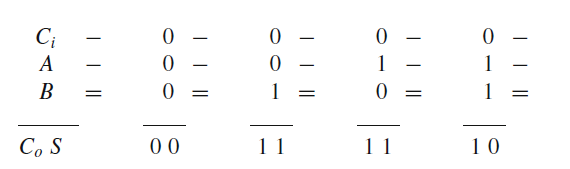 Cᵢ − 0 − 0 − 0 − 0 −
A − 0 − 0 − 1 − 1 −
B = 0 = 1 = 0 = 1 =
Cₒ S 0 0 1 1 1 1 1 0